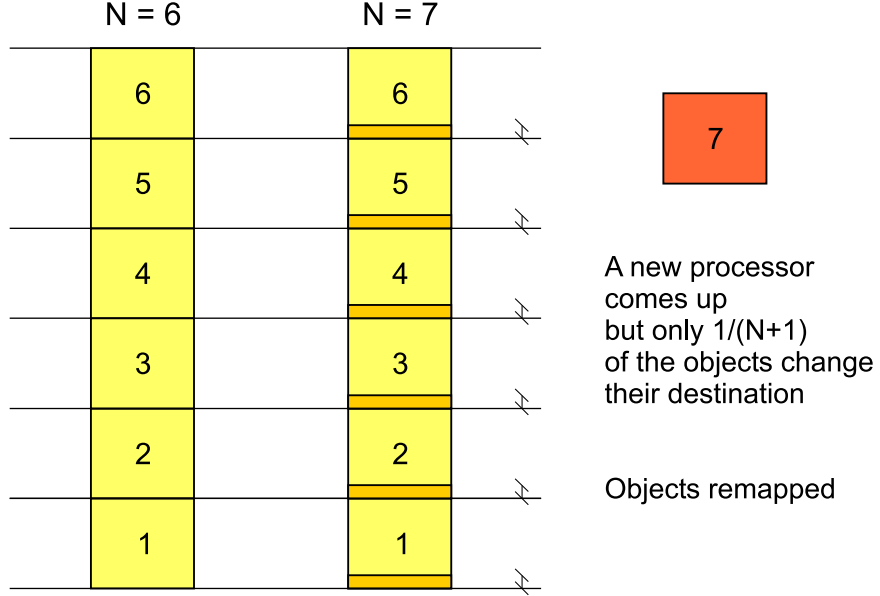 N = 6
N = 7
6
6
7
5
5
4
4
3
3
2
2
1
1
A new processor
comes up
but only 1/(N+1)
of the objects change
their destination
Objects remapped